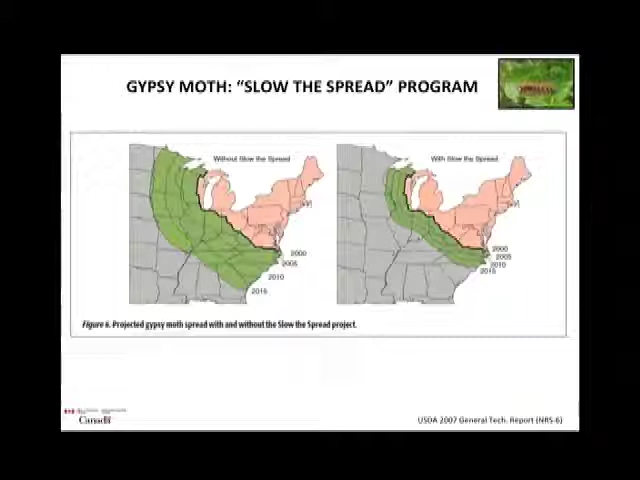 GYPSY MOTH: “SLOW THE SPREAD” PROGRAM
Without Slow the Spread
2000
2005
2010
2015
With Slow the Spread
2000
2005
2010
2015
Figure 6. Projected gypsy moth spread with and without the Slow the Spread project.
Canada
USDA 2007 General Tech. Report (NRS-6)